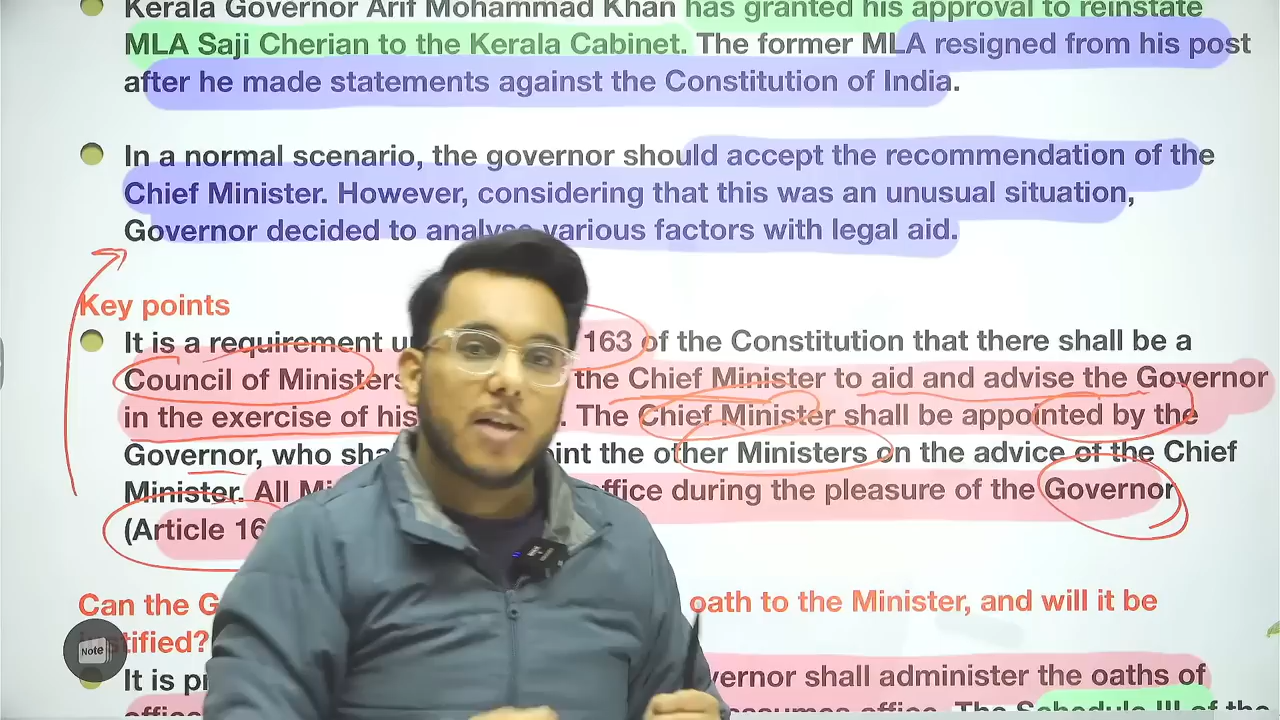 Kerala Governor Arif Mohammad Khan has granted his approval to reinstate
MLA Saji Cherian to the Kerala Cabinet. The former MLA resigned from his post
after he made statements against the Constitution of India.
In a normal scenario, the governor should accept the recommendation of the
Chief Minister. However, considering that this was an unusual situation,
Governor decided to analyse various factors with legal aid.
Key points
It is a requirement 163 of the Constitution that there shall be a
Council of Ministers the Chief Minister to aid and advise the Governor
in the exercise of his . The Chief Minister shall be appointed by the
Governor, who the other Ministers on the advice of the Chief
Minister. All office during the pleasure of the Governor
(Article
Can the oath to the Minister, and will it be
Note
It is shall administer the oaths of
office. The Schedule III of the